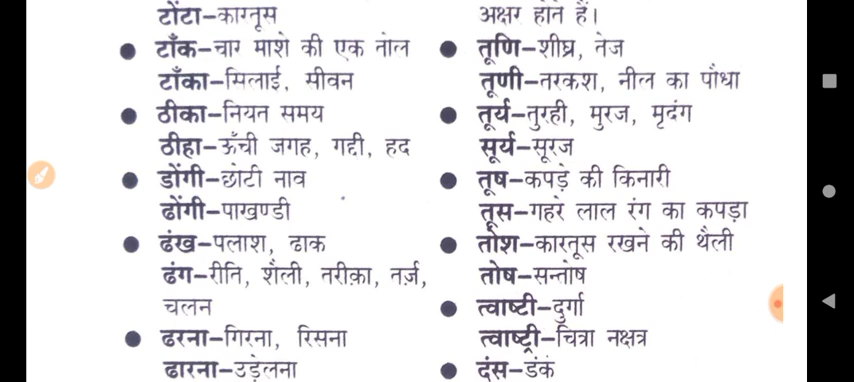 टोंटा–कारतूस
● टाँक–चार माशे की एक तोल
टाँका–सिलाई, सीवन
● ठीका–नियत समय
ठीहा–ऊँची जगह, गद्दी, हद
● डोंगी–छोटी नाव
ढोंगी–पाखण्डी
● ढंख–पलाश, ढाक
ढंग–रीति, शैली, तरीक़ा, तर्ज़,
चलन
● ढरना–गिरना, रिसना
ढारना–उड़ेलना
अक्षर होते हैं।
● तूणि–शीघ्र, तेज
तूणी–तरकश, नील का पौधा
● तूर्य–तुरही, मुरज, मृदंग
सूर्य–सूरज
● तूष–कपड़े की किनारी
तूस–गहरे लाल रंग का कपड़ा
● तोश–कारतूस रखने की थैली
तोष–सन्तोष
● त्वाष्टी–दुर्गा
त्वाष्ट्री–चित्रा नक्षत्र
● दंस–डंक